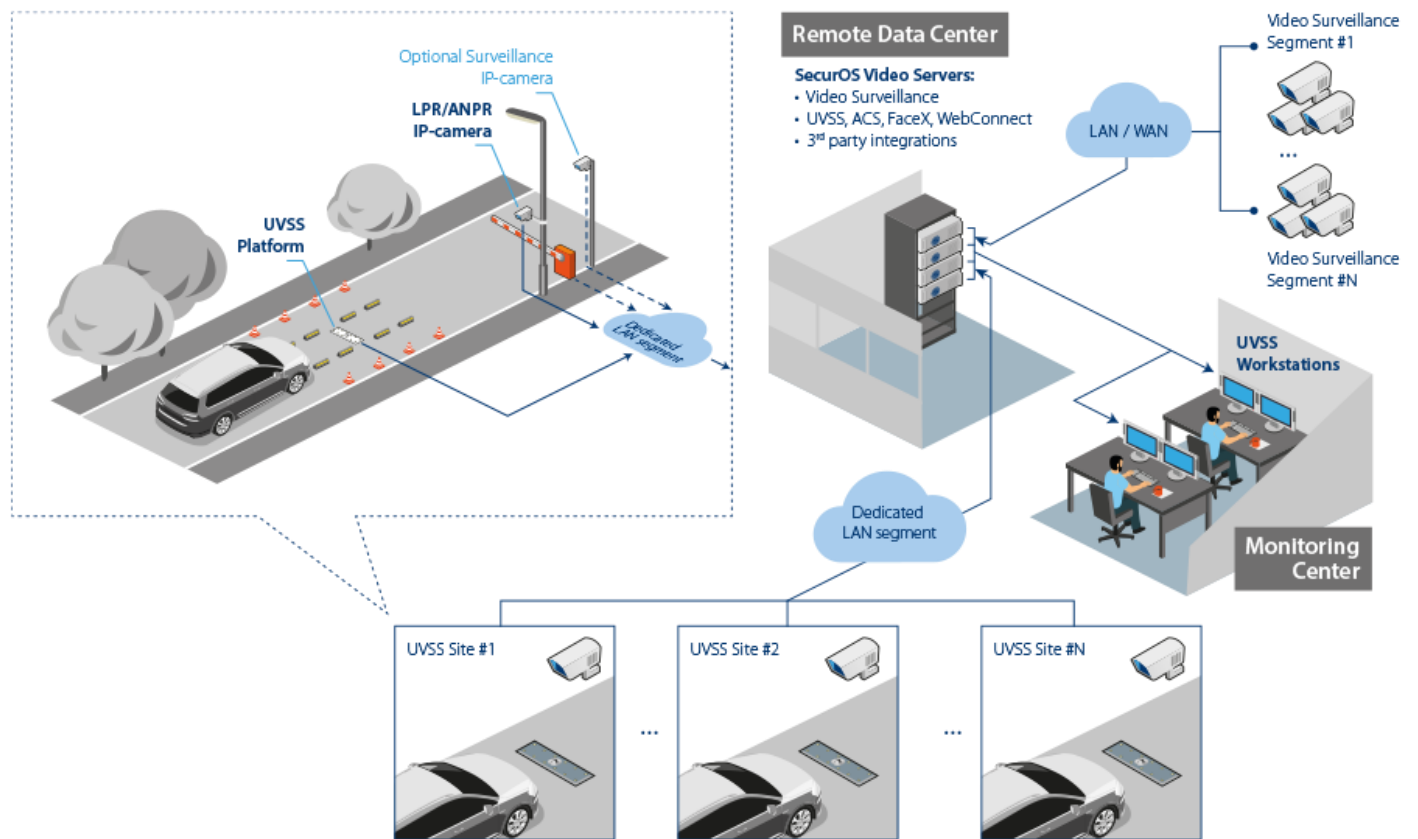 Optional Surveillance
IP-camera
LPR/ANPR
IP-camera
UVSS
Platform
Dedicated
LAN segment
Remote Data Center
SecurOS Video Servers:
• Video Surveillance
• UVSS, ACS, FaceX, WebConnect
• 3rd party integrations
LAN / WAN
Video Surveillance
Segment #1
...
Video Surveillance
Segment #N
UVSS
Workstations
Monitoring
Center
Dedicated
LAN segment
UVSS Site #1
...
UVSS Site #2
...
UVSS Site #N